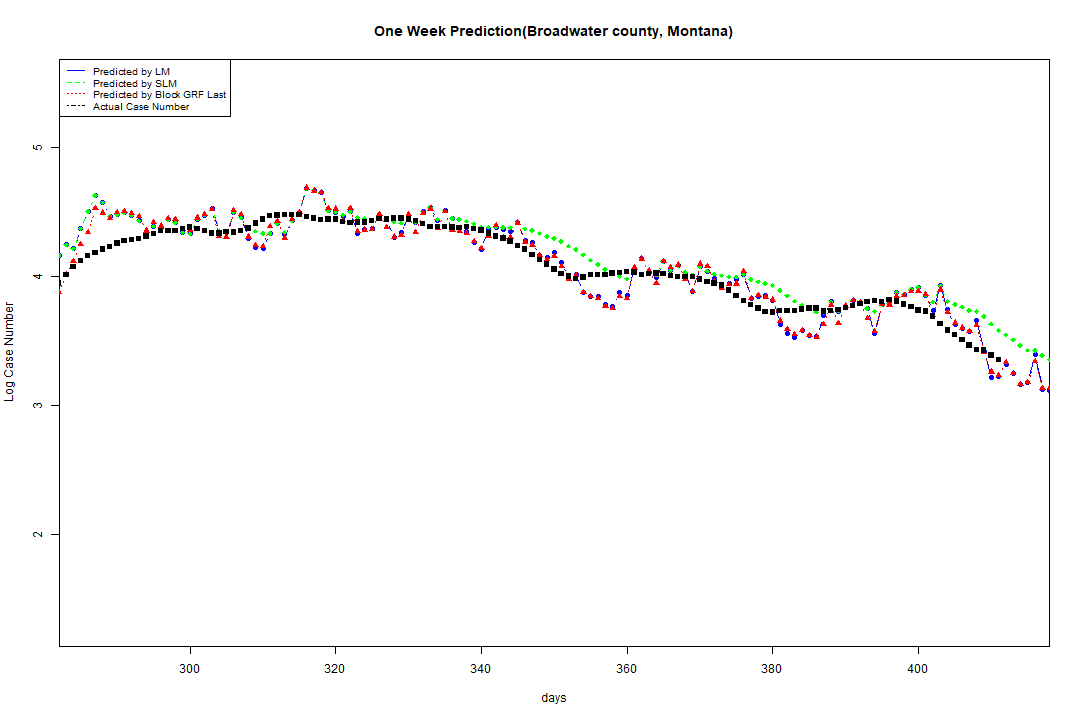 One Week Prediction(Broadwater county, Montana)
Predicted by LM
Predicted by SLM
Predicted by Block GRF Last
Actual Case Number
5
4
3
2
Log Case Number
300 320 340 360 380 400
days